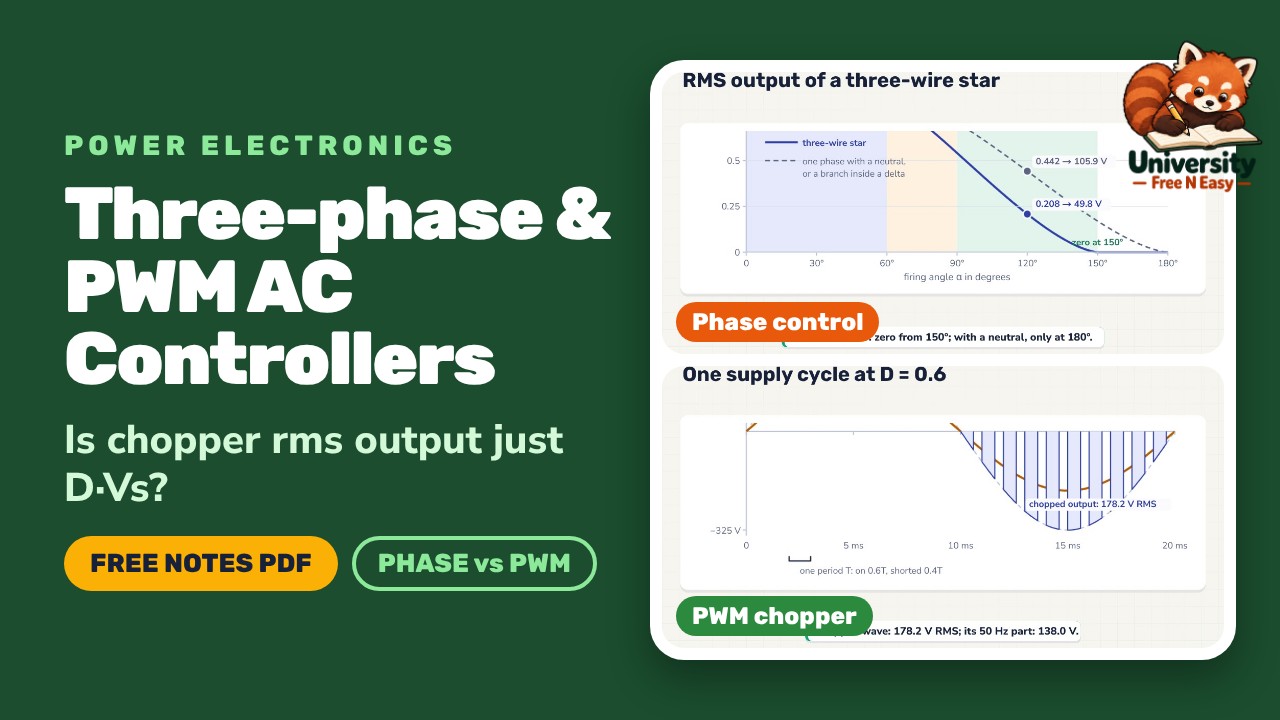 POWER ELECTRONICS
Three-phase &
PWM AC
Controllers
Is chopper rms output just
D·Vs?
FREE NOTES PDF
PHASE vs PWM
RMS output of a three-wire star
three-wire star
one phase with a neutral,
or a branch inside a delta
0.5
0.25
0
0.442 → 105.9 V
0.208 → 49.8 V
zero at 150°
0 30° 60° 90° 120° 150° 180°
firing angle α in degrees
Phase control
zero from 150°; with a neutral, only at 180°.
One supply cycle at D = 0.6
chopped output: 178.2 V RMS
−325 V
0 5 ms 10 ms 15 ms 20 ms
one period T: on 0.6T, shorted 0.4T
PWM chopper
wave: 178.2 V RMS; its 50 Hz part: 138.0 V.
University
Free N Easy